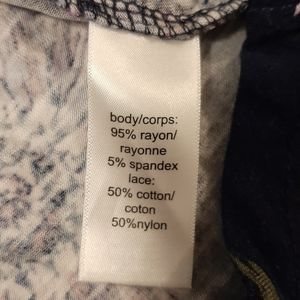 body/corps:
95% rayon/
rayonne
5% spandex
lace:
50% cotton/
coton
50%nylon